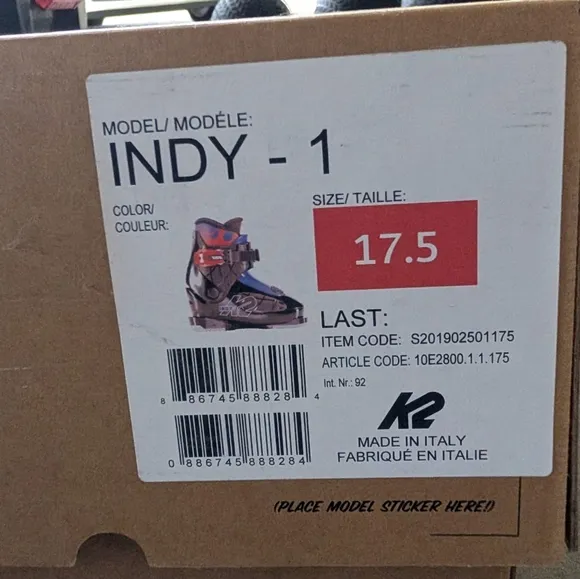 MODEL/ MODÉLE:
INDY - 1
COLOR/
COULEUR:
SIZE/ TAILLE:
17.5
LAST:
ITEM CODE: S201902501175
ARTICLE CODE: 10E2800.1.1.175
Int. Nr.: 92
8 86745 88828 4
0 886745 888284
K2
MADE IN ITALY
FABRIQUÉ EN ITALIE
(PLACE MODEL STICKER HERE!)